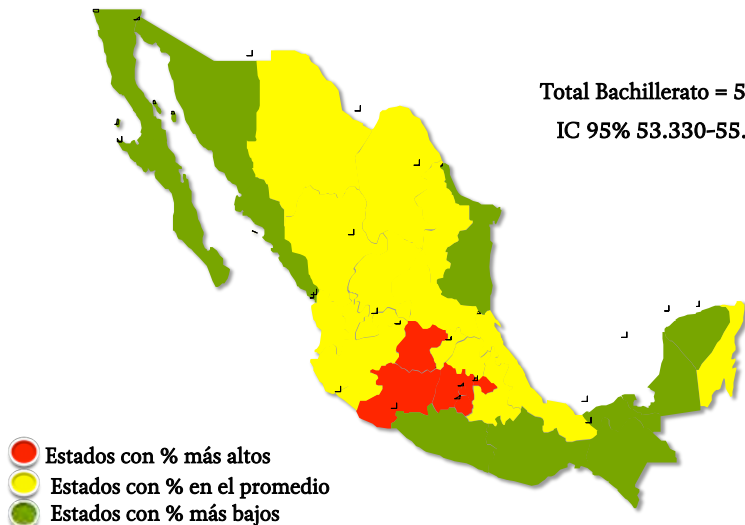 Total Bachillerato = 5
IC 95% 53.330-55.
Estados con % más altos
Estados con % en el promedio
Estados con % más bajos